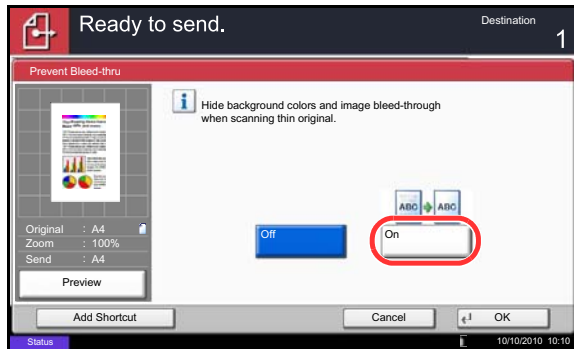 Ready to send.
Destination
1
Prevent Bleed-thru
Hide background colors and image bleed-through
when scanning thin original.
ABC ABC
Off
On
Original : A4
Zoom : 100%
Send : A4
Preview
Add Shortcut
Cancel
OK
Status
10/10/2010 10:10